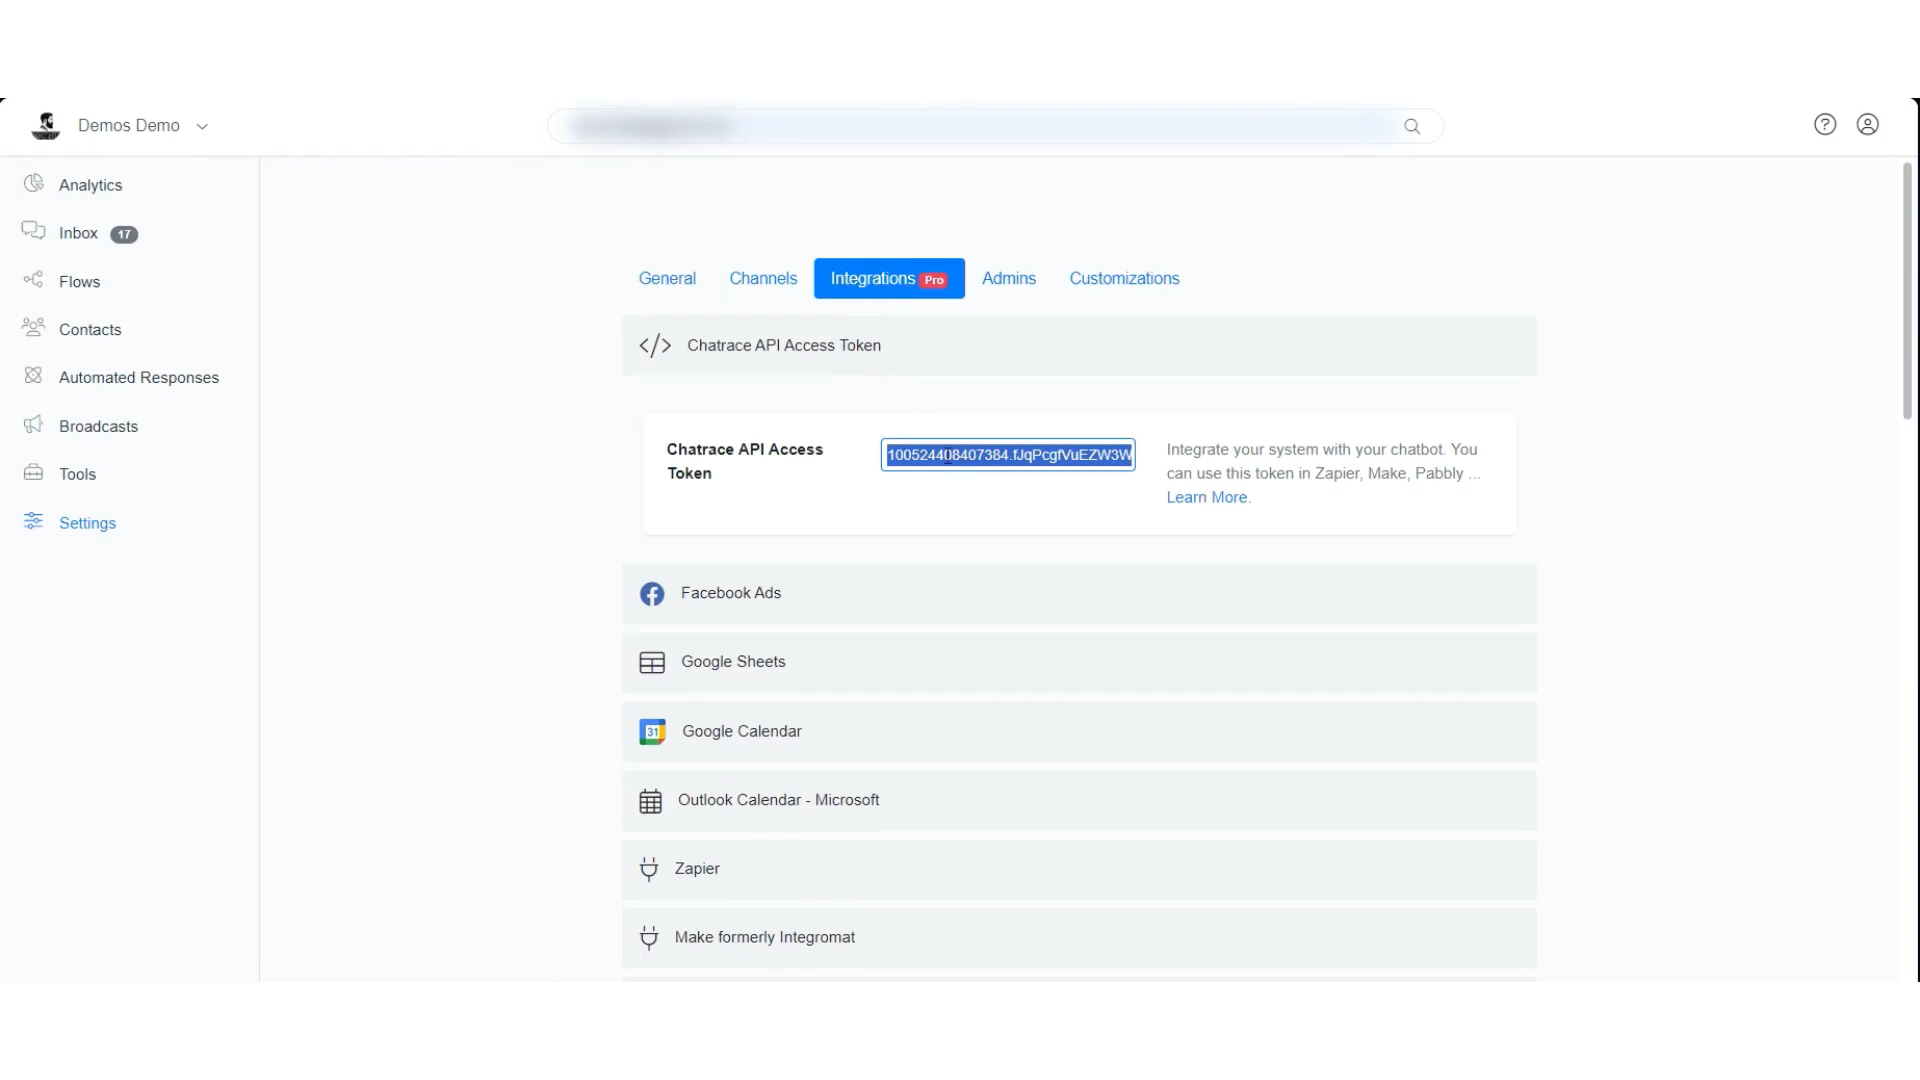 Demos Demo
Analytics
Inbox 17
Flows
Contacts
Automated Responses
Broadcasts
Tools
Settings
General Channels Integrations Pro Admins Customizations
</> Chatrace API Access Token
Chatrace API Access
Token
100524408407384.fJqPcgfVuEZW3W
Integrate your system with your chatbot. You
can use this token in Zapier, Make, Pabbly ...
Learn More.
Facebook Ads
Google Sheets
31 Google Calendar
Outlook Calendar - Microsoft
Zapier
Make formerly Integromat